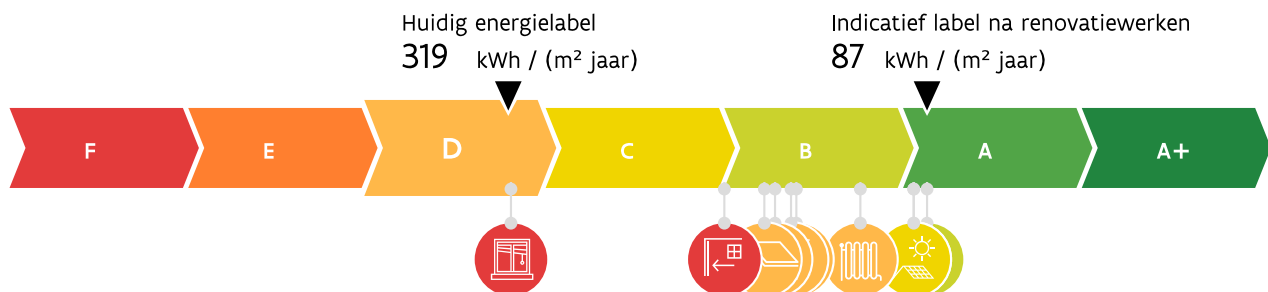 Huidig energielabel
319 kWh / (m² jaar)
Indicatief label na renovatiewerken
87 kWh / (m² jaar)
F E D C B A A+